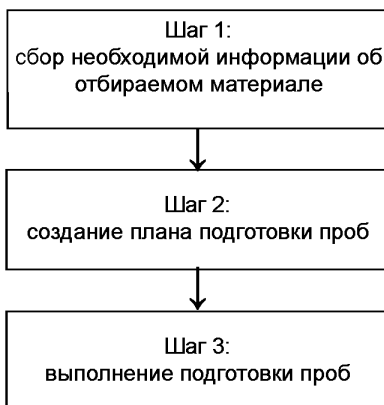 Шаг 1:
сбор необходимой информации об
отбираемом материале
Шаг 2:
создание плана подготовки проб
Шаг 3:
выполнение подготовки проб